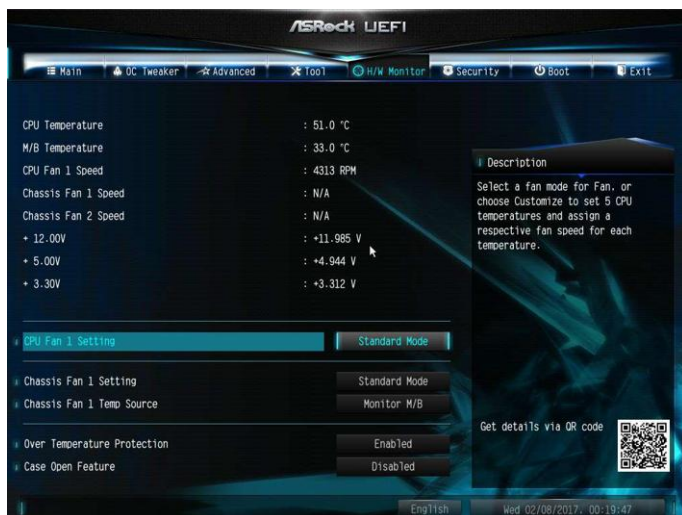 ASRock UEFI
Main OC Tweaker Advanced Tool H/W Monitor Security Boot Exit
CPU Temperature : 51.0 °C
M/B Temperature : 33.0 °C
CPU Fan 1 Speed : 4313 RPM
Chassis Fan 1 Speed : N/A
Chassis Fan 2 Speed : N/A
+ 12.00V : +11.985 V
+ 5.00V : +4.944 V
+ 3.30V : +3.312 V
CPU Fan 1 Setting Standard Mode
Chassis Fan 1 Setting Standard Mode
Chassis Fan 1 Temp Source Monitor M/B
Over Temperature Protection Enabled
Case Open Feature Disabled
Description
Select a fan mode for Fan, or
choose Customize to set 5 CPU
temperatures and assign a
respective fan speed for each
temperature.
Get details via QR code
English Wed 02/08/2017, 00:19:47